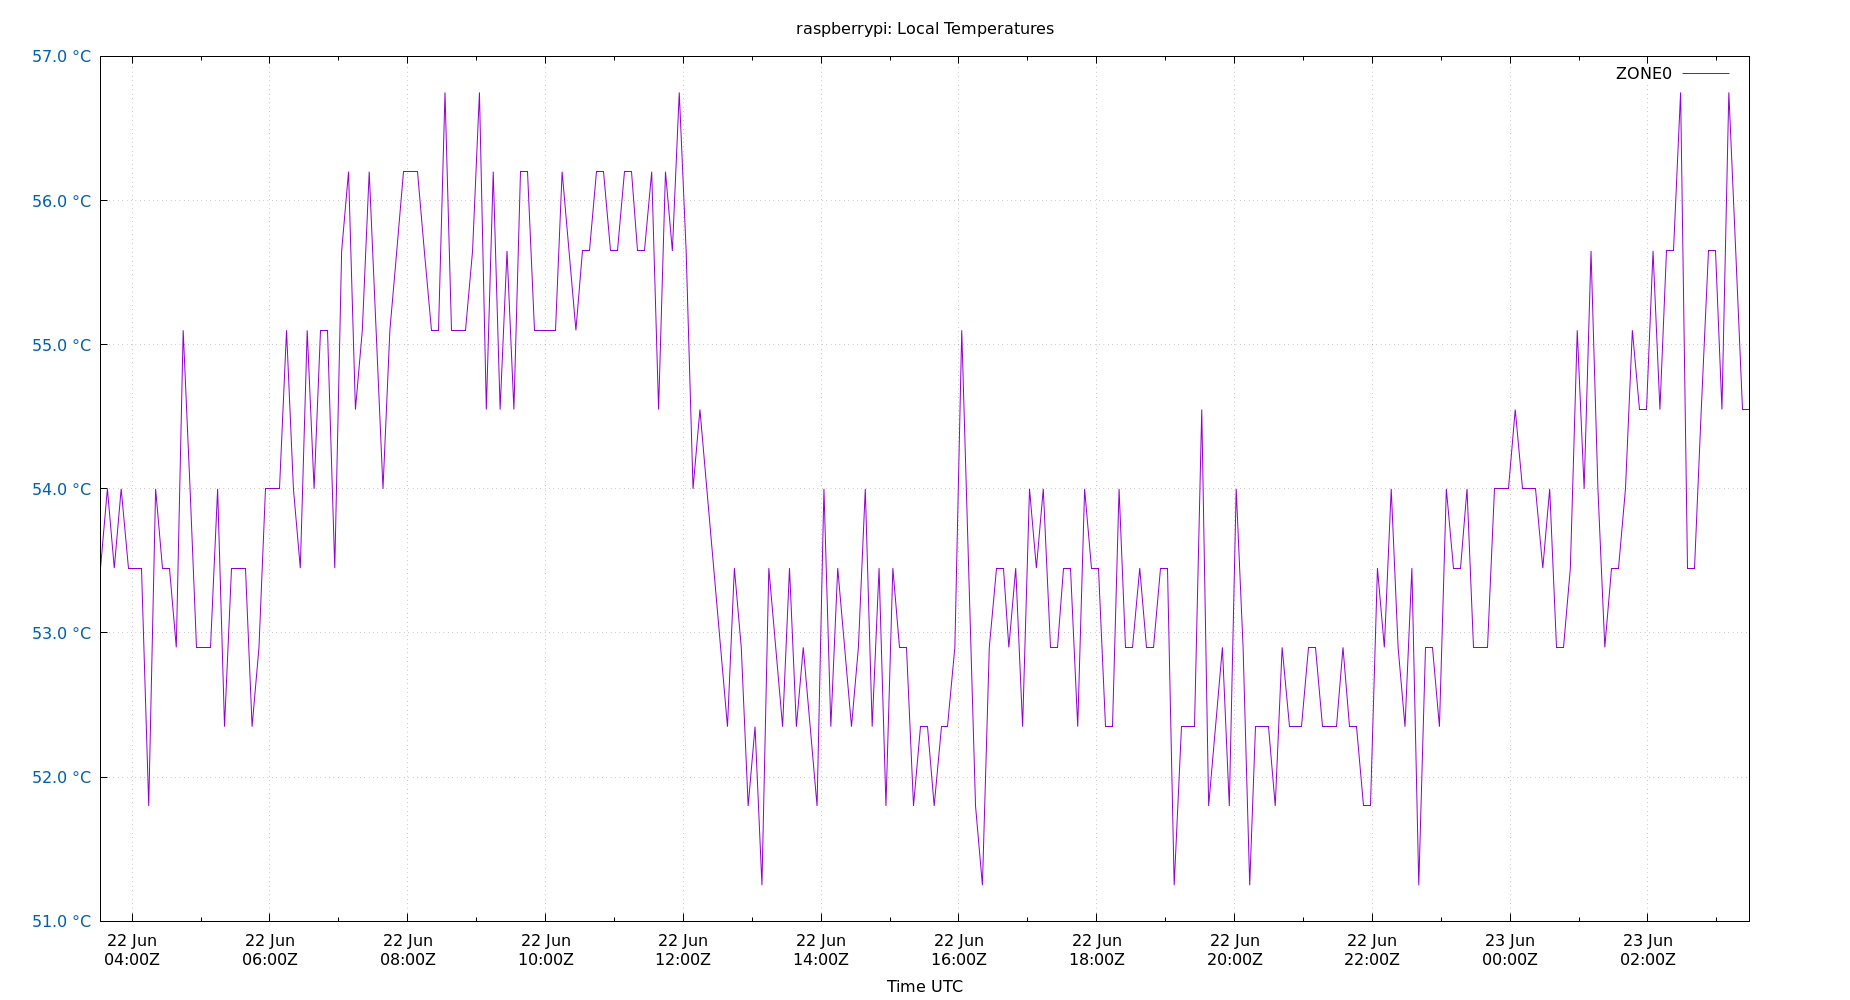 raspberrypi: Local Temperatures
57.0 °C
ZONE0
56.0 °C
55.0 °C
54.0 °C
53.0 °C
52.0 °C
51.0 °C
22 Jun 22 Jun 22 Jun 22 Jun 22 Jun 22 Jun 22 Jun 22 Jun 22 Jun 22 Jun 23 Jun 23 Jun
04:00Z 06:00Z 08:00Z 10:00Z 12:00Z 14:00Z 16:00Z 18:00Z 20:00Z 22:00Z 00:00Z 02:00Z
Time UTC